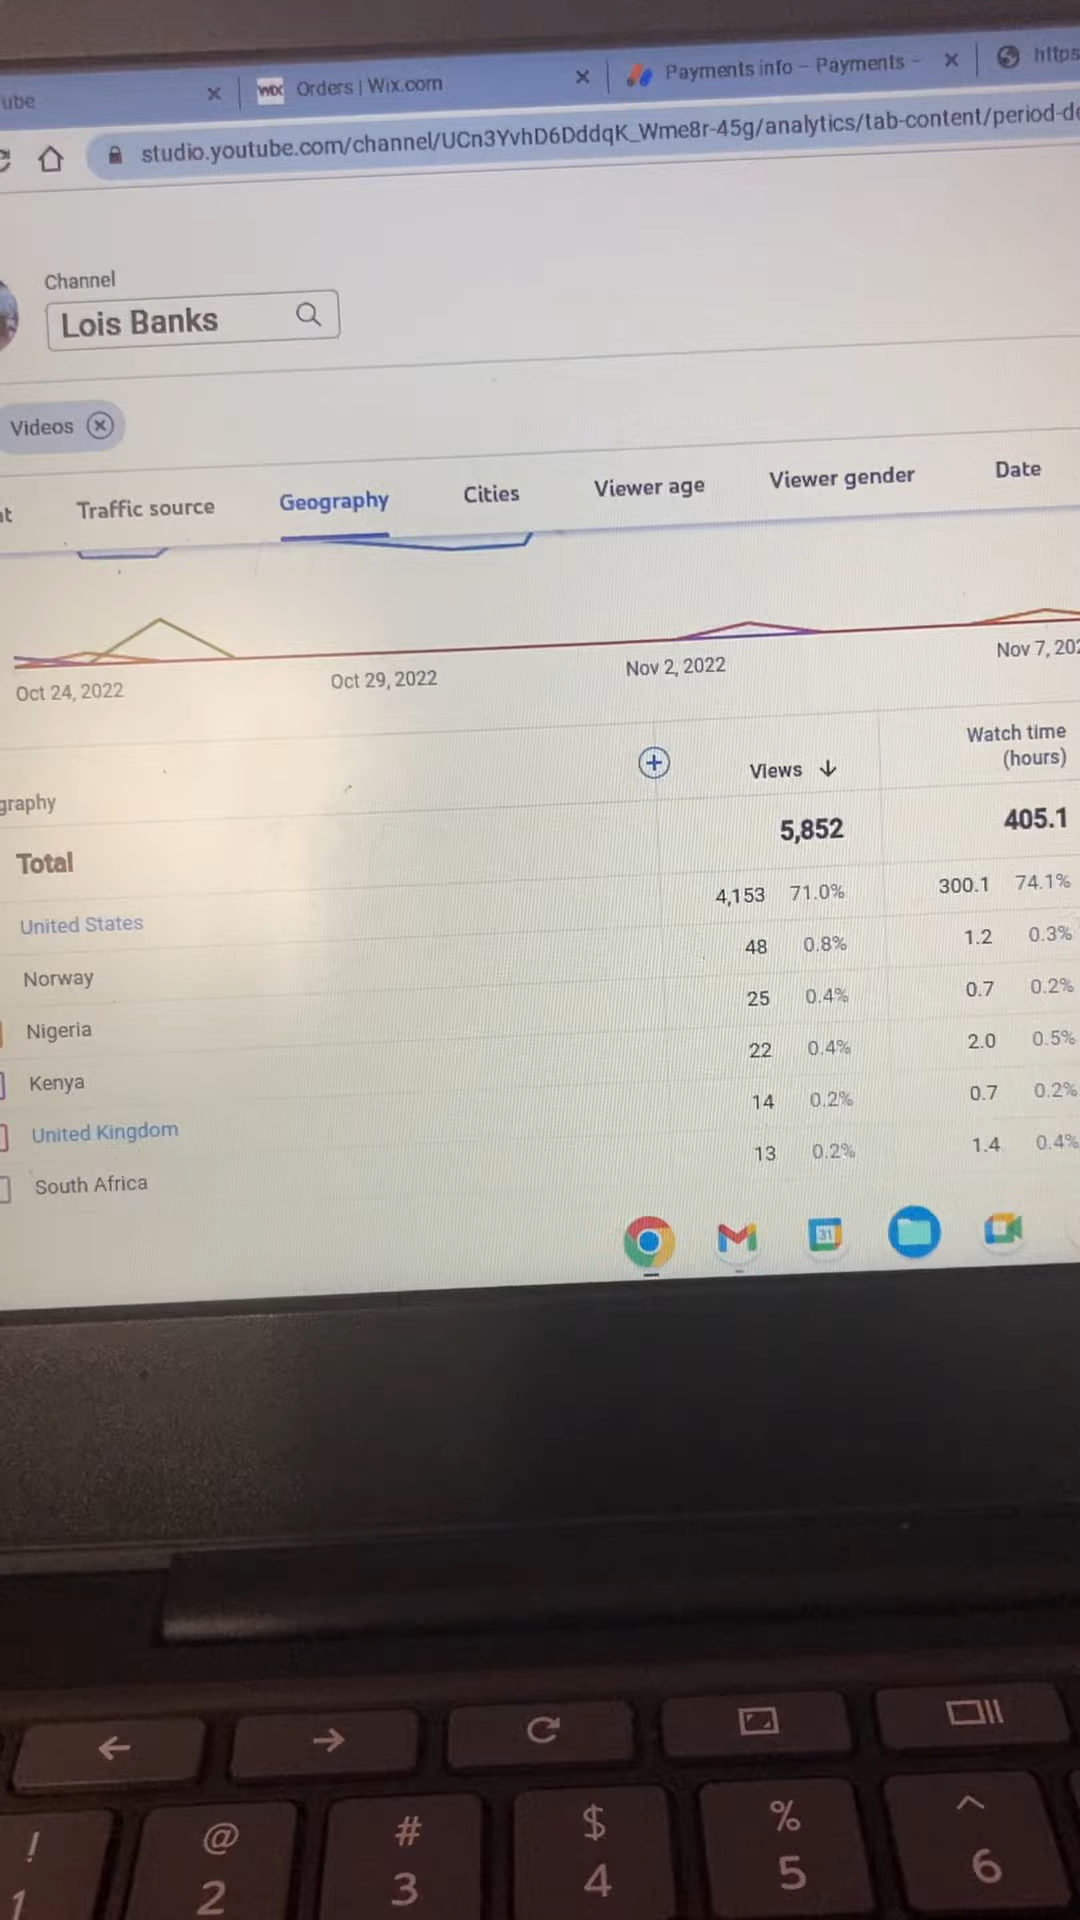 ube
Orders | Wix.com
Payments info – Payments –
https
studio.youtube.com/channel/UCn3YvhD6DddqK_Wme8r-45g/analytics/tab-content/period-de
Channel
Lois Banks
Videos
nt Traffic source Geography Cities Viewer age Viewer gender Date
Oct 24, 2022 Oct 29, 2022 Nov 2, 2022 Nov 7, 202
graphy Views Watch time (hours)
Total 5,852 405.1
United States 4,153 71.0% 300.1 74.1%
Norway 48 0.8% 1.2 0.3%
Nigeria 25 0.4% 0.7 0.2%
Kenya 22 0.4% 2.0 0.5%
United Kingdom 14 0.2% 0.7 0.2%
South Africa 13 0.2% 1.4 0.4%
31
! @ # $ % ^
1 2 3 4 5 6